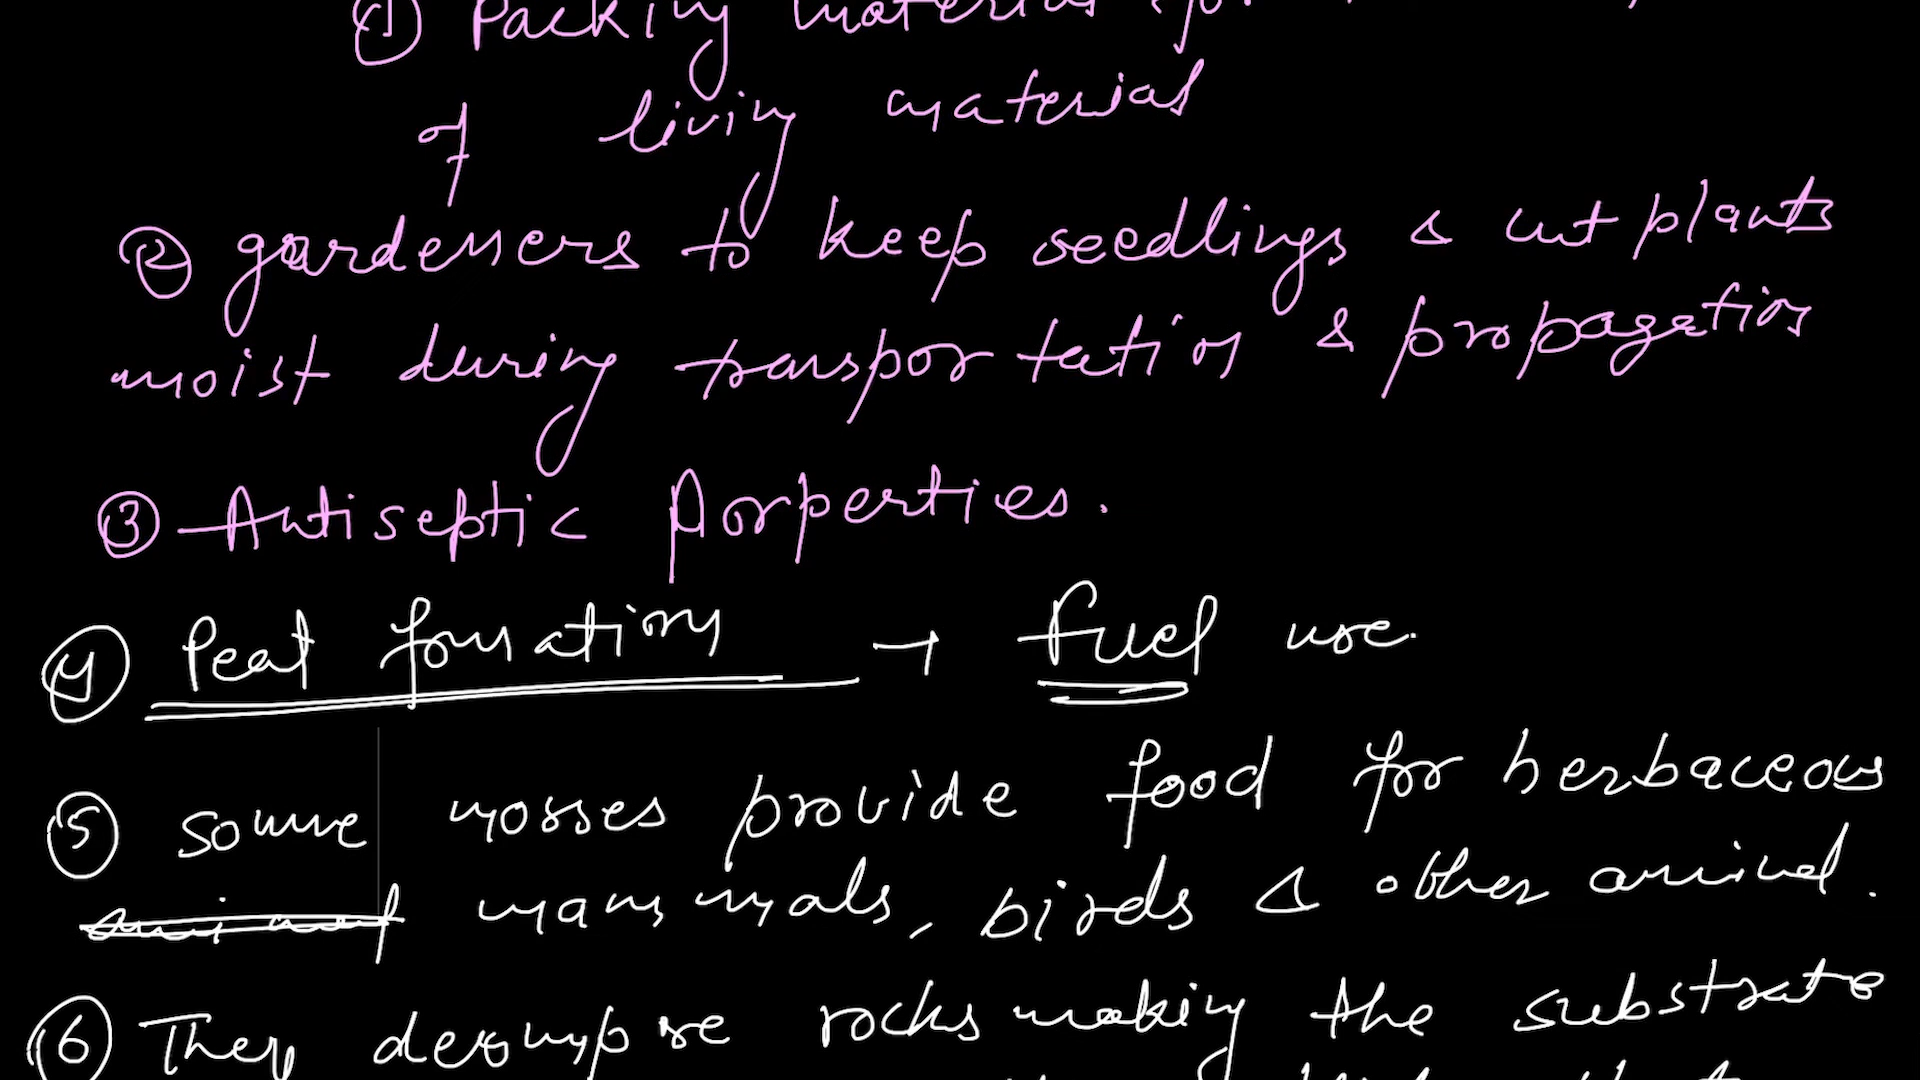 ① Packing material for
of living material
② gardeners to keep seedlings & cut plants
moist during transportation & propagation
③ Antiseptic Porperties.
④ Peat formation → fuel use.
⑤ some mosses provide food for herbaceous
mammals, birds & other animal.
⑥ They decompose rocks making the substrate